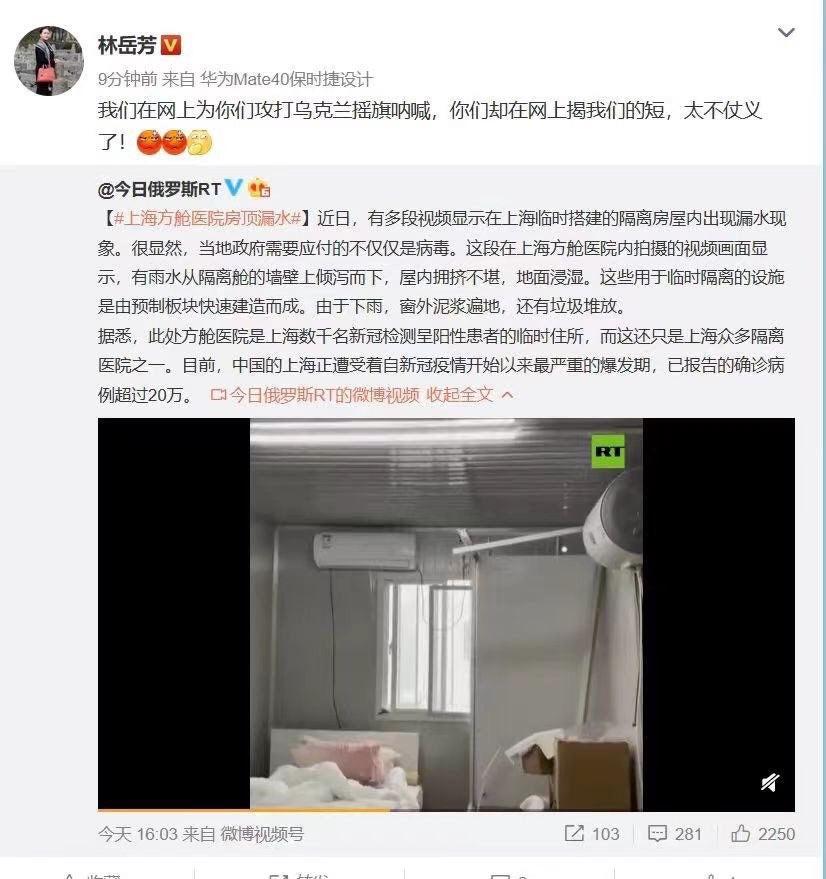 林岳芳
9分钟前 来自 华为Mate40保时捷设计
我们在网上为你们攻打乌克兰摇旗呐喊，你们却在网上揭我们的短，太不仗义
了！
@今日俄罗斯RT
【#上海方舱医院房顶漏水#】近日，有多段视频显示在上海临时搭建的隔离房屋内出现漏水现
象。很显然，当地政府需要应付的不仅仅是病毒。这段在上海方舱医院内拍摄的视频画面显
示，有雨水从隔离舱的墙壁上倾泻而下，屋内拥挤不堪，地面浸湿。这些用于临时隔离的设施
是由预制板块快速建造而成。由于下雨，窗外泥浆遍地，还有垃圾堆放。
据悉，此处方舱医院是上海数千名新冠检测呈阳性患者的临时住所，而这还只是上海众多隔离
医院之一。目前，中国的上海正遭受着自新冠疫情开始以来最严重的爆发期，已报告的确诊病
例超过20万。 今日俄罗斯RT的微博视频 收起全文
RT
今天 16:03 来自 微博视频号 103 281 2250